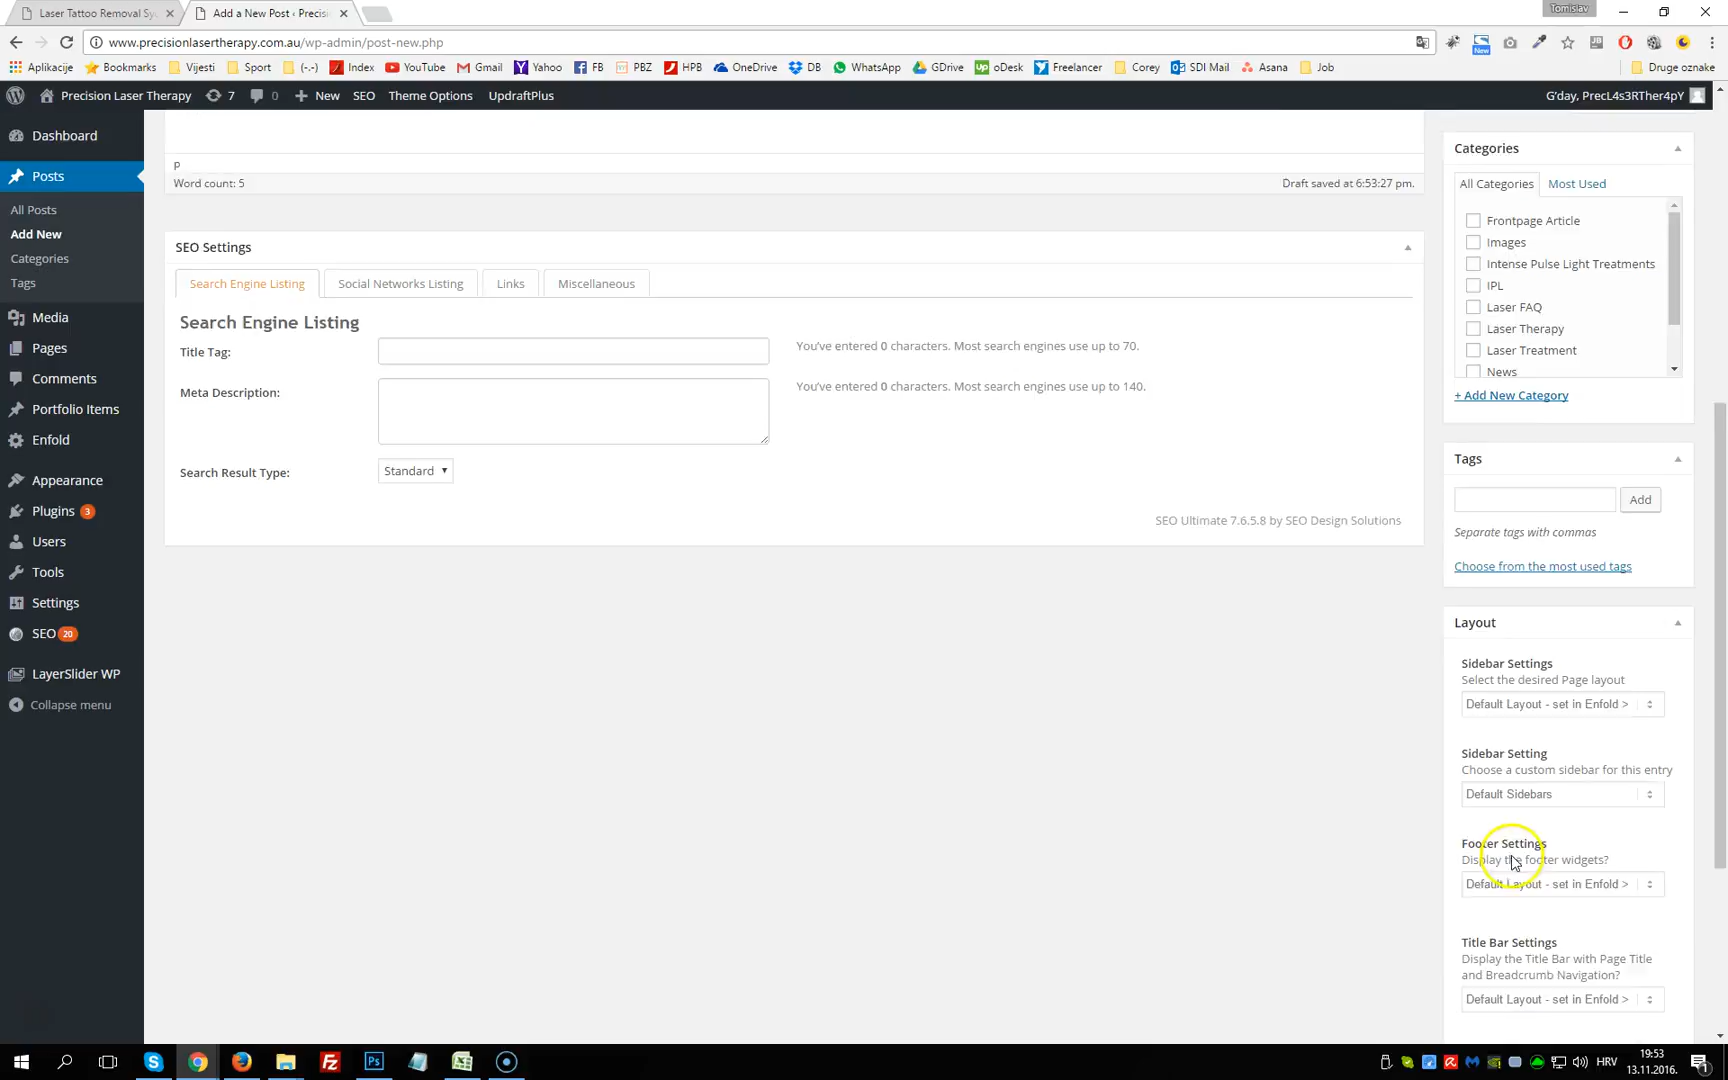 Laser Tattoo Removal Sy
Add a New Post ‹ Precisi
Tomislav
www.precisionlasertherapy.com.au/wp-admin/post-new.php
New
Aplikacije
Bookmarks
Vijesti
Sport
(-.-)
Index
YouTube
Gmail
Yahoo
FB
PBZ
HPB
OneDrive
DB
WhatsApp
GDrive
oDesk
Freelancer
Corey
SDI Mail
Asana
Job
Druge oznake
Precision Laser Therapy
7
0
New
SEO
Theme Options
UpdraftPlus
G'day, PrecL4s3RTher4pY
Dashboard
Posts
All Posts
Add New
Categories
Tags
Media
Pages
Comments
Portfolio Items
Enfold
Appearance
Plugins 3
Users
Tools
Settings
SEO 20
LayerSlider WP
Collapse menu
p
Word count: 5
Draft saved at 6:53:27 pm.
SEO Settings
Search Engine Listing
Social Networks Listing
Links
Miscellaneous
Search Engine Listing
Title Tag:
You've entered 0 characters. Most search engines use up to 70.
Meta Description:
You've entered 0 characters. Most search engines use up to 140.
Search Result Type:
Standard
SEO Ultimate 7.6.5.8 by SEO Design Solutions
Categories
All Categories
Most Used
Frontpage Article
Images
Intense Pulse Light Treatments
IPL
Laser FAQ
Laser Therapy
Laser Treatment
News
+ Add New Category
Tags
Add
Separate tags with commas
Choose from the most used tags
Layout
Sidebar Settings
Select the desired Page layout
Default Layout - set in Enfold >
Sidebar Setting
Choose a custom sidebar for this entry
Default Sidebars
Footer Settings
Display the footer widgets?
Default Layout - set in Enfold >
Title Bar Settings
Display the Title Bar with Page Title
and Breadcrumb Navigation?
Default Layout - set in Enfold >
HRV
19:53
13.11.2016.
1